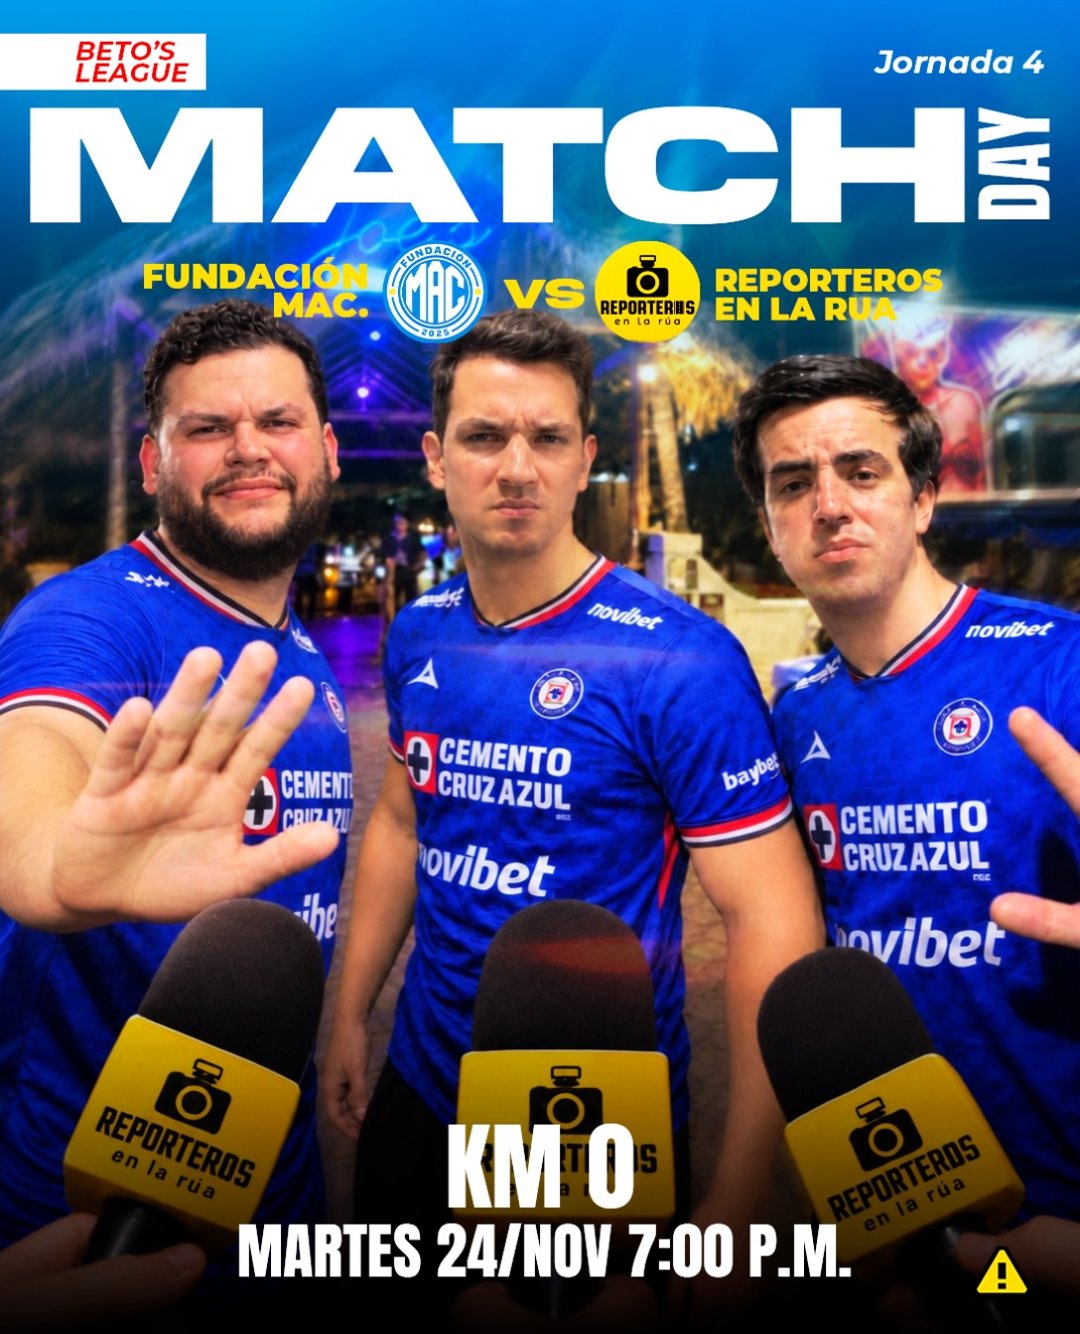 BETO'S
LEAGUE
Jornada 4
MATCH
DAY
FUNDACIÓN
MAC.
FUNDACIÓN
MAC
2025
VS
REPORTEROS
en la rúa
REPORTEROS
EN LA RUA
novibet
novibet
CEMENTO
CRUZ AZUL
novibet
baybet
CEMENTO
CRUZ AZUL
novibet
CEMENT
CRUZ AZU
REPORTEROS
en la rúa
REPORTEROS
en la rúa
KM 0
MARTES 24/NOV 7:00 P.M.